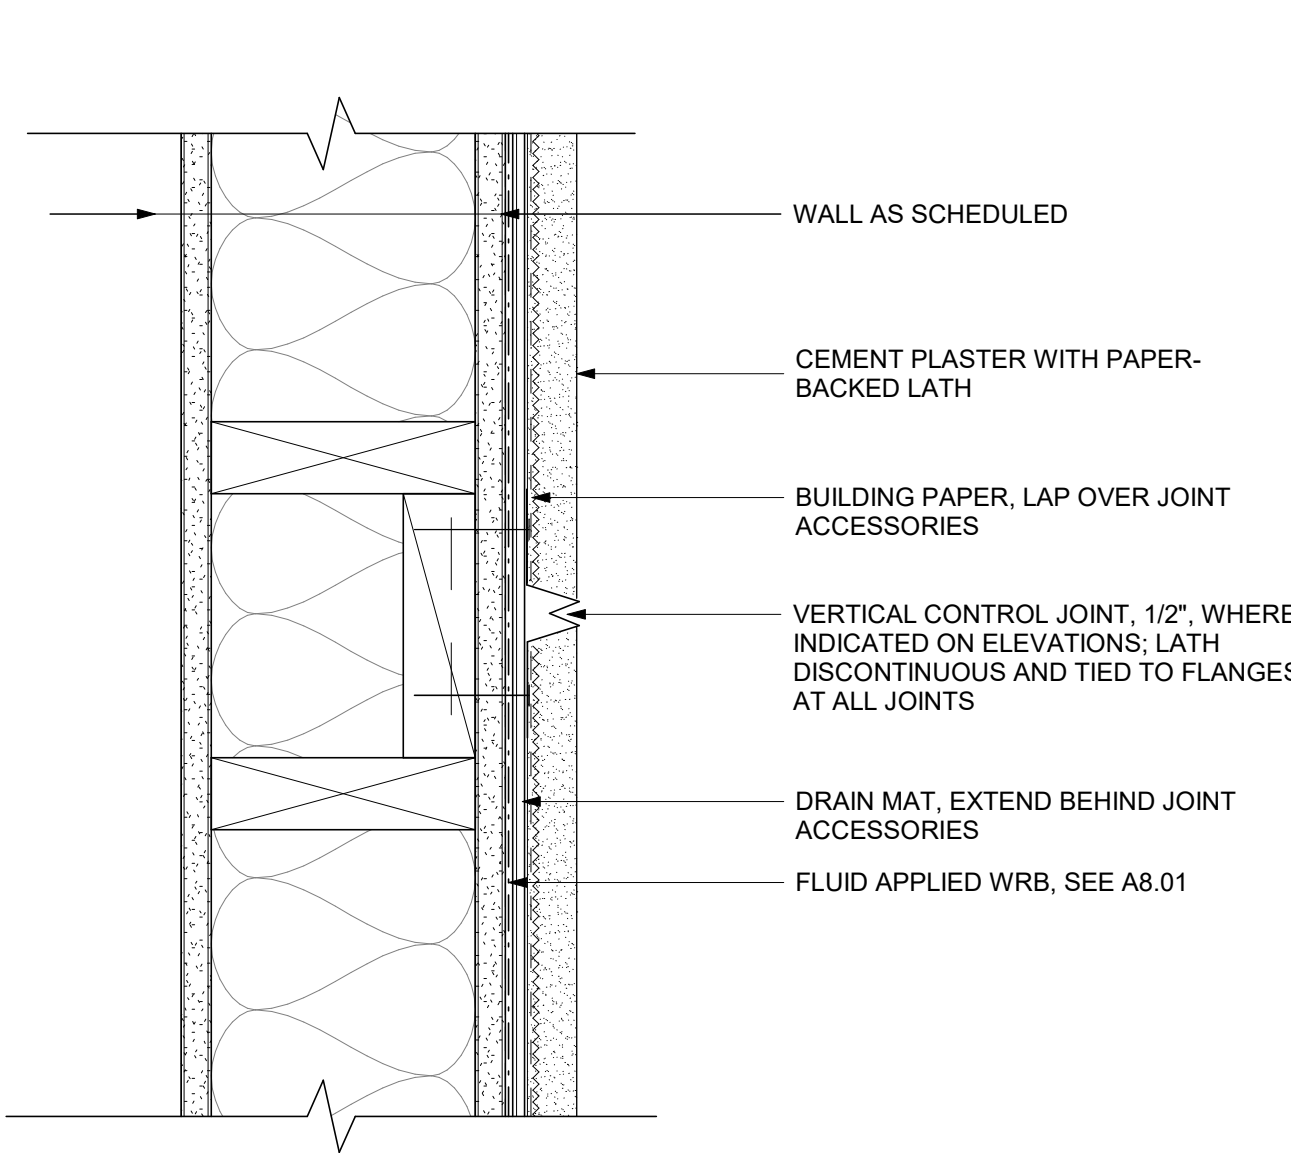 WALL AS SCHEDULED
CEMENT PLASTER WITH PAPER-
BACKED LATH
BUILDING PAPER, LAP OVER JOINT
ACCESSORIES
VERTICAL CONTROL JOINT, 1/2", WHERE
INDICATED ON ELEVATIONS; LATH
DISCONTINUOUS AND TIED TO FLANGES
AT ALL JOINTS
DRAIN MAT, EXTEND BEHIND JOINT
ACCESSORIES
FLUID APPLIED WRB, SEE A8.01